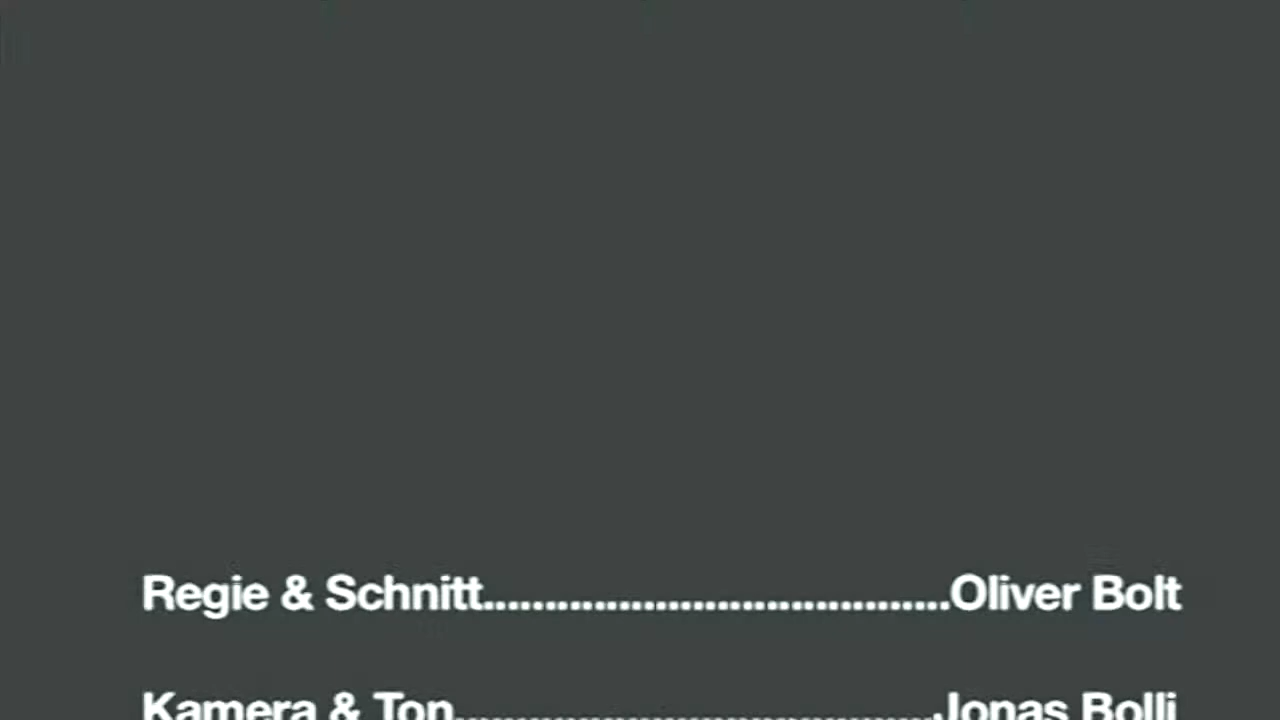 Regie & Schnitt......................................Oliver Bolt
Kamera & Ton.......................................Jonas Bolli